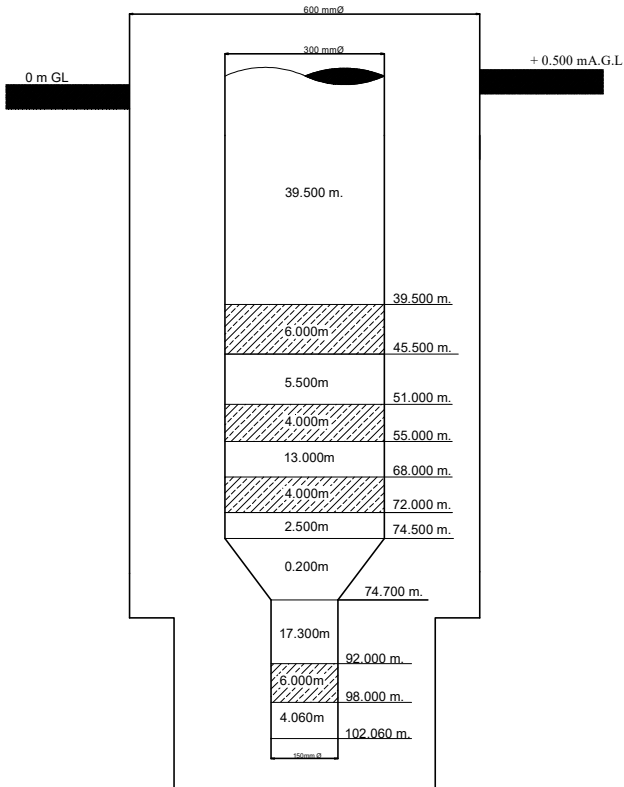 600 mmØ
300 mmØ
0 m GL
+ 0.500 mA.G.L
39.500 m.
39.500 m.
6.000m
45.500 m.
5.500m
51.000 m.
4.000m
55.000 m.
13.000m
68.000 m.
4.000m
72.000 m.
2.500m
74.500 m.
0.200m
74.700 m.
17.300m
92.000 m.
6.000m
98.000 m.
4.060m
102.060 m.
150mm Ø